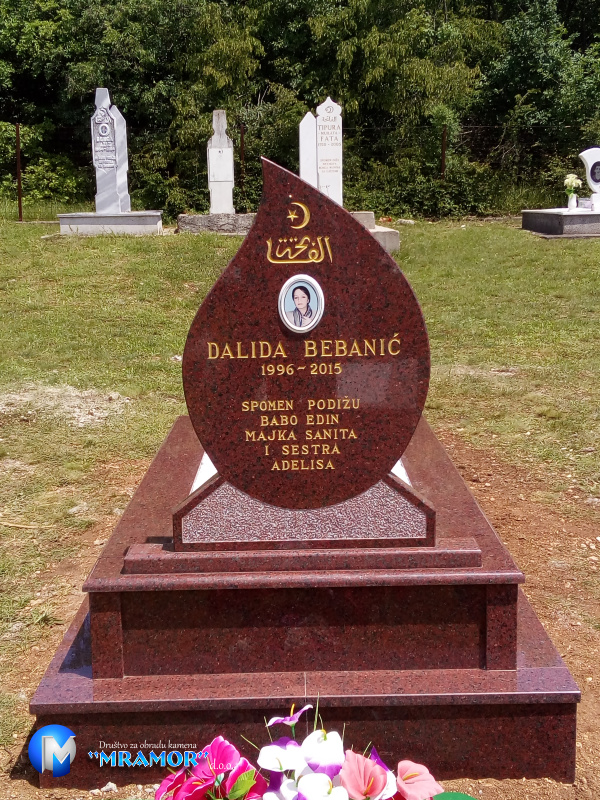 الفاتحة
DALIDA BEBANIĆ
1996~2015
SPOMEN PODIŽU
BABO EDIN
MAJKA SANITA
I SESTRA
ADELISA
M
Društvo za obradu kamena
"MRAMOR" d.o.o.